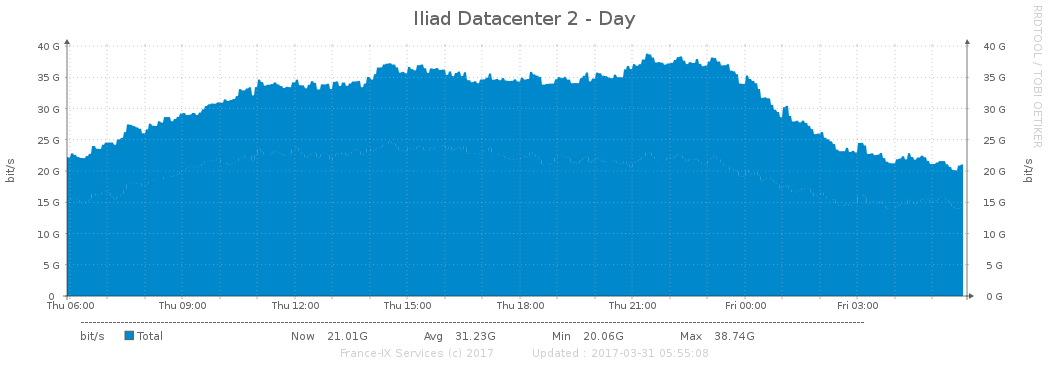 Iliad Datacenter 2 - Day
RRDTOOL / TOBI OETIKER
40 G 40 G
35 G 35 G
30 G 30 G
25 G 25 G
20 G 20 G
15 G 15 G
10 G 10 G
5 G 5 G
0 0 G
bit/s bit/s
Thu 06:00 Thu 09:00 Thu 12:00 Thu 15:00 Thu 18:00 Thu 21:00 Fri 00:00 Fri 03:00
bit/s Total Now 21.01G Avg 31.23G Min 20.06G Max 38.74G
France-IX Services (c) 2017 Updated : 2017-03-31 05:55:08